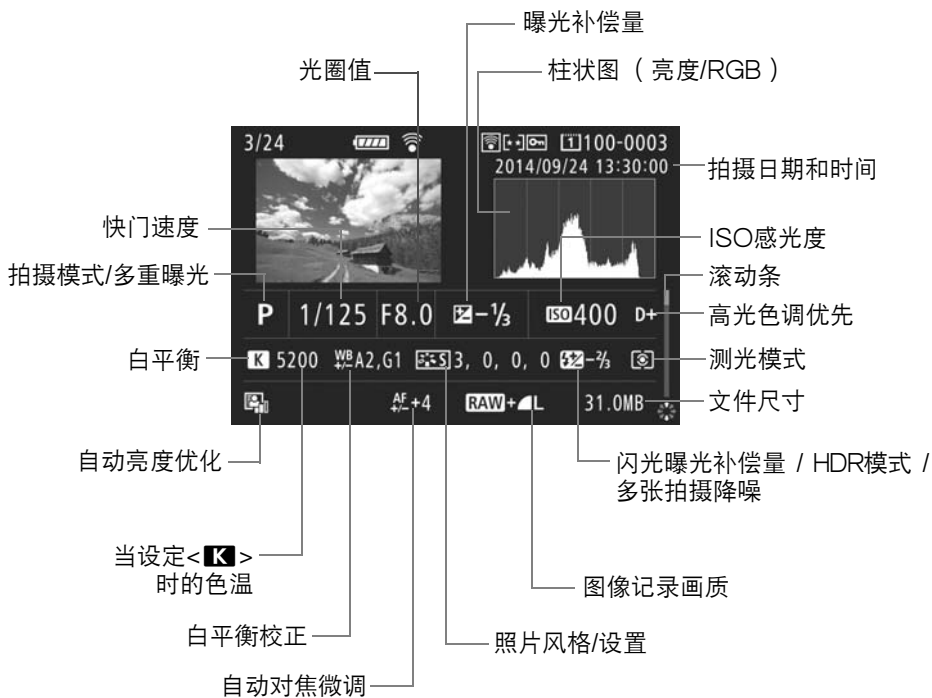 曝光补偿量
光圈值
柱状图 ( 亮度/RGB )
3/24
1 100-0003
2014/09/24 13:30:00
拍摄日期和时间
快门速度
ISO感光度
拍摄模式/多重曝光
滚动条
P 1/125 F8.0 -1/3 ISO 400 D+
高光色调优先
白平衡
K 5200 WB +/- A2,G1 S 3, 0, 0, 0 -2/3
测光模式
AF +/- +4 RAW+ L 31.0MB
文件尺寸
自动亮度优化
闪光曝光补偿量 / HDR模式 /
多张拍摄降噪
当设定<K>
时的色温
图像记录画质
白平衡校正
照片风格/设置
自动对焦微调